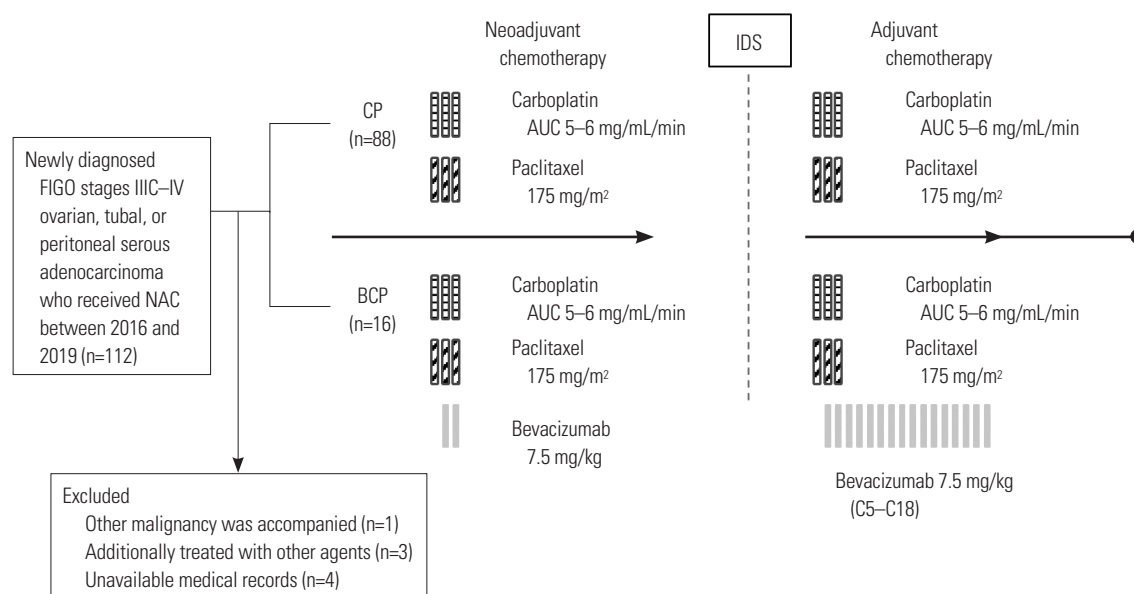 Neoadjuvant
chemotherapy
IDS
Adjuvant
chemotherapy
CP
(n=88)
Carboplatin
AUC 5–6 mg/mL/min
Paclitaxel
175 mg/m²
Carboplatin
AUC 5–6 mg/mL/min
Paclitaxel
175 mg/m²
Newly diagnosed
FIGO stages IIIC–IV
ovarian, tubal, or
peritoneal serous
adenocarcinoma
who received NAC
between 2016 and
2019 (n=112)
BCP
(n=16)
Carboplatin
AUC 5–6 mg/mL/min
Paclitaxel
175 mg/m²
Bevacizumab
7.5 mg/kg
Carboplatin
AUC 5–6 mg/mL/min
Paclitaxel
175 mg/m²
Bevacizumab 7.5 mg/kg
(C5–C18)
Excluded
Other malignancy was accompanied (n=1)
Additionally treated with other agents (n=3)
Unavailable medical records (n=4)